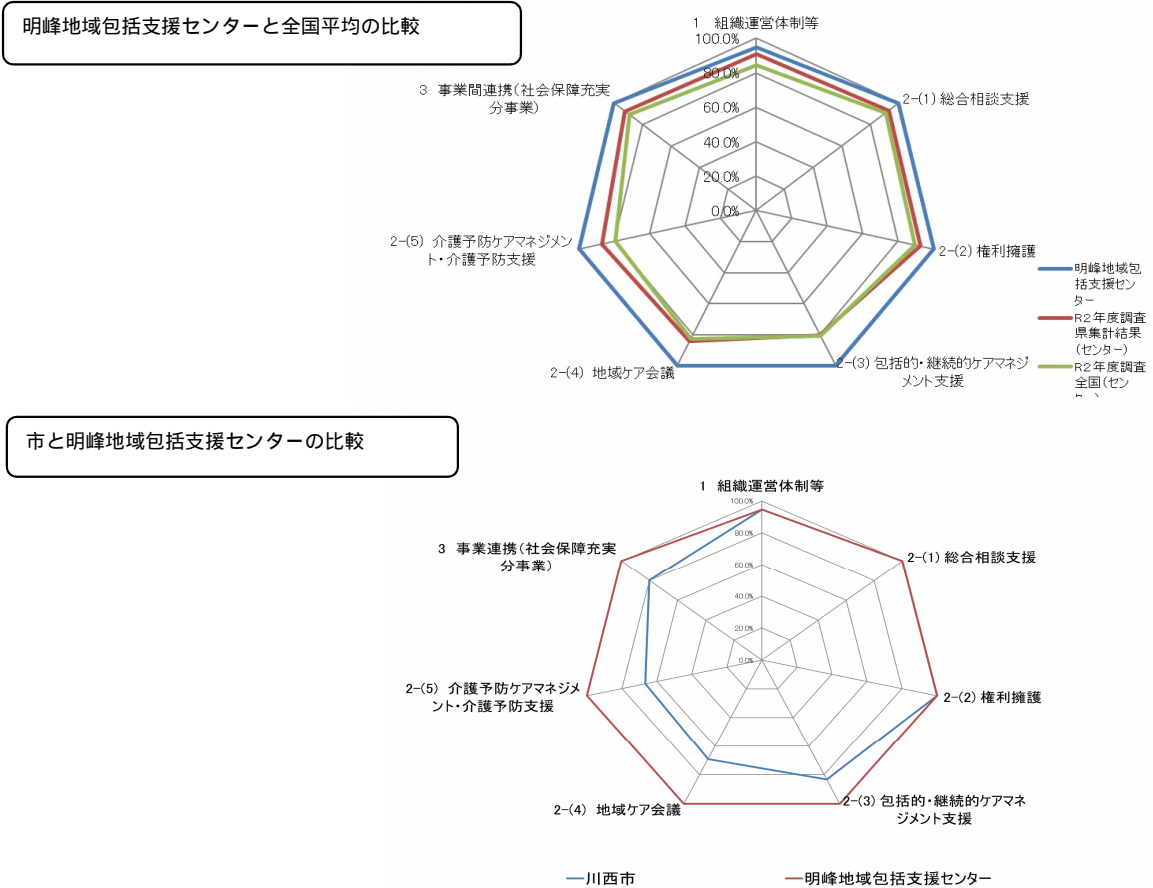 明峰地域包括支援センターと全国平均の比較
1 組織運営体制等
100.0%
80.0%
60.0%
40.0%
20.0%
0.0%
2-(1) 総合相談支援
2-(2) 権利擁護
2-(3) 包括的・継続的ケアマネジ
メント支援
2-(4) 地域ケア会議
2-(5) 介護予防ケアマネジメン
ト・介護予防支援
3 事業間連携(社会保障充実
分事業)
明峰地域包
括支援セン
ター
R2年度調査
県集計結果
(センター)
R2年度調査
全国(セン
市と明峰地域包括支援センターの比較
1 組織運営体制等
100.0%
80.0%
60.0%
40.0%
20.0%
0.0%
2-(1) 総合相談支援
2-(2) 権利擁護
2-(3) 包括的・継続的ケアマネ
ジメント支援
2-(4) 地域ケア会議
2-(5) 介護予防ケアマネジメ
ント・介護予防支援
3 事業連携(社会保障充実
分事業)
川西市
明峰地域包括支援センター